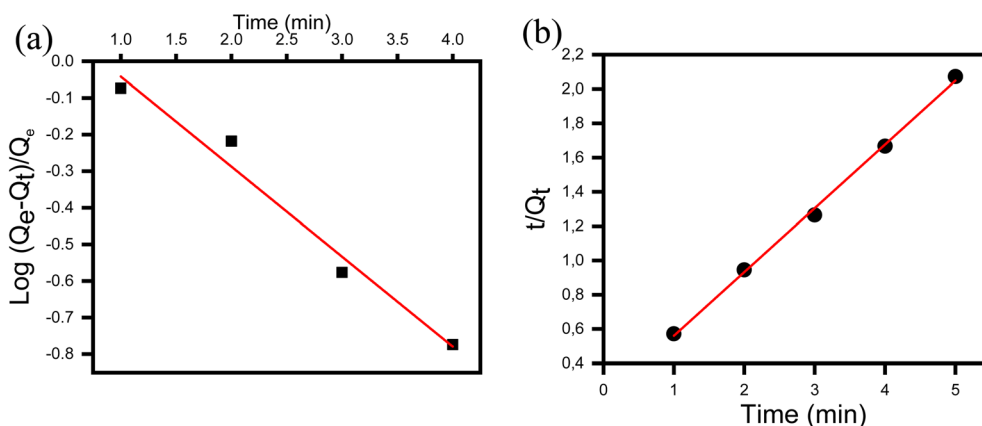 (a)
Time (min)
1.0 1.5 2.0 2.5 3.0 3.5 4.0
0.0
-0.1
-0.2
-0.3
-0.4
-0.5
-0.6
-0.7
-0.8
Log (Qe-Qt)/Qe
(b)
2,2
2,0
1,8
1,6
1,4
1,2
1,0
0,8
0,6
0,4
t/Qt
0 1 2 3 4 5
Time (min)